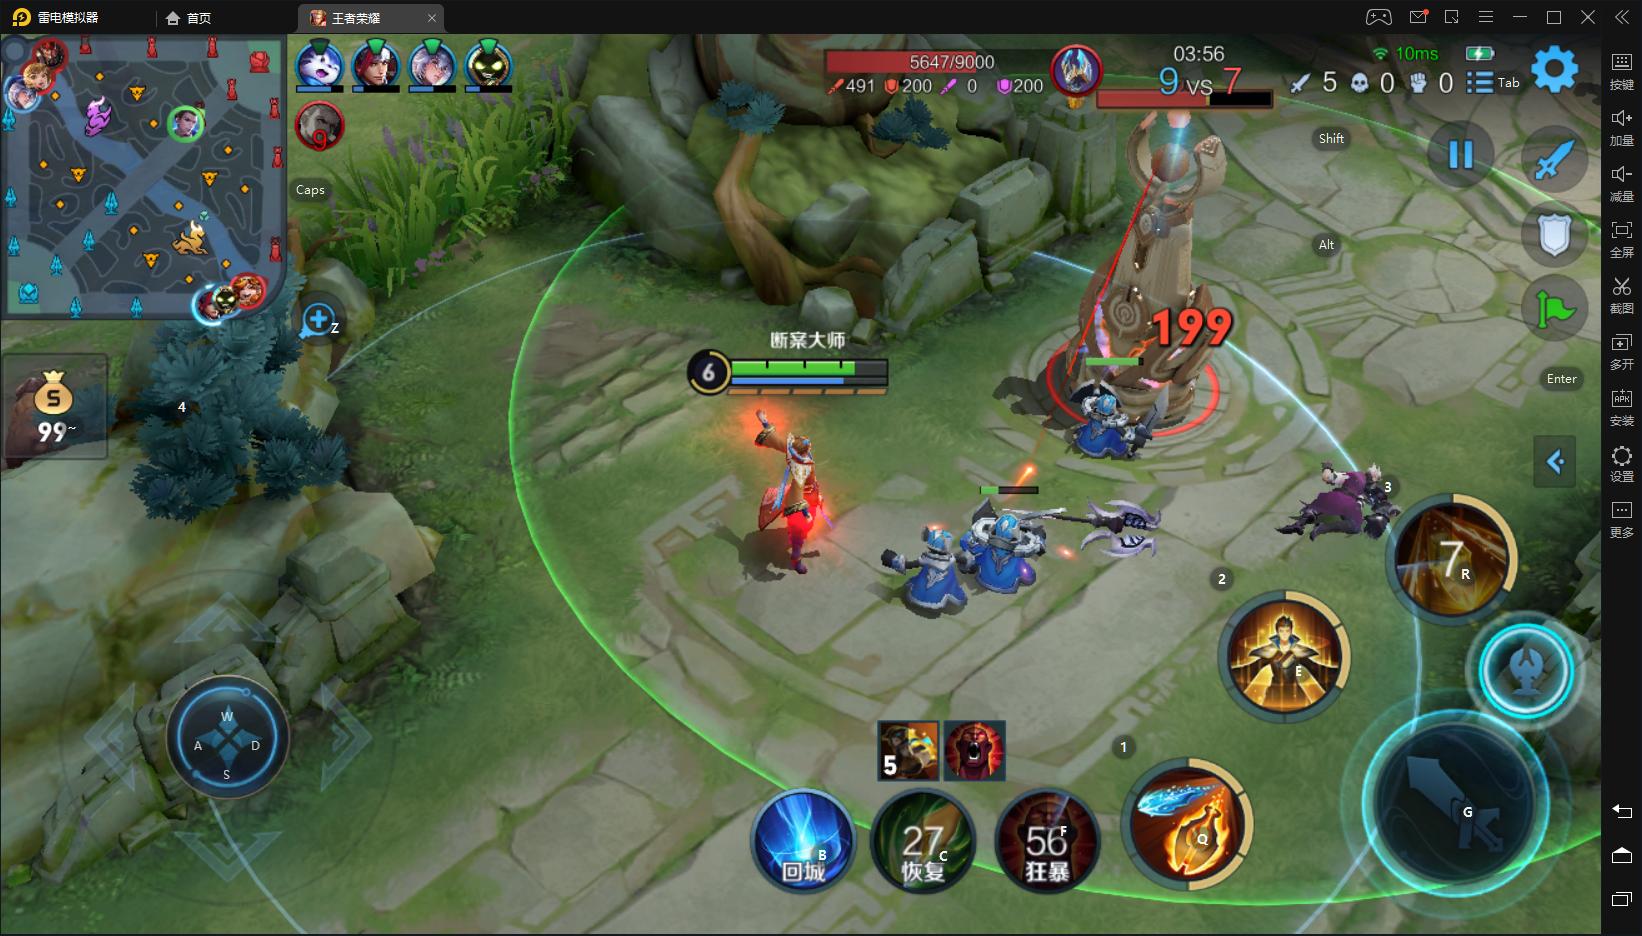 雷电模拟器
首页
王者荣耀
5647/9000
491 200 0 200
03:56
9 VS 7
10ms
5 0 0
Tab
9
Caps
Shift
Alt
Enter
Z
S
99~
4
断案大师
6
199
3
7
R
2
E
1
Q
G
W
A
D
S
5
回城
B
27
C
恢复
56
F
狂暴
按键
加量
减量
全屏
截图
多开
APK
安装
设置
更多